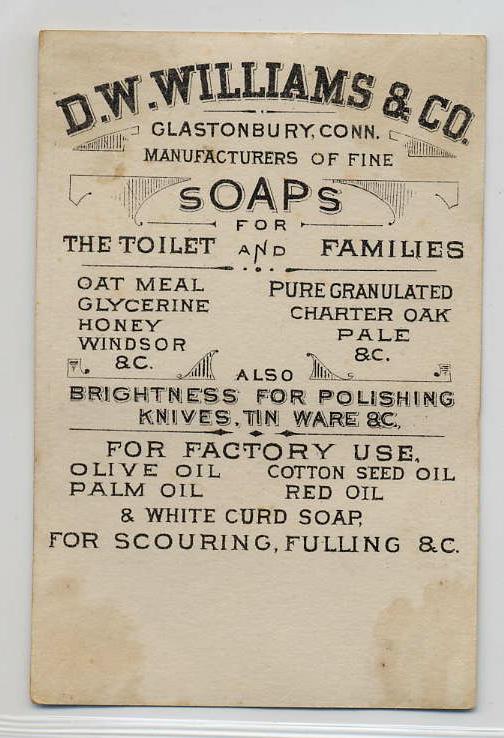 D.W. WILLIAMS & CO.
GLASTONBURY, CONN.
MANUFACTURERS OF FINE
SOAPS
FOR
THE TOILET AND FAMILIES
OAT MEAL
GLYCERINE
HONEY
WINDSOR
&C.
PURE GRANULATED
CHARTER OAK
PALE
&C.
ALSO
BRIGHTNESS FOR POLISHING
KNIVES, TIN WARE &C,
FOR FACTORY USE,
OLIVE OIL COTTON SEED OIL
PALM OIL RED OIL
& WHITE CURD SOAP,
FOR SCOURING, FULLING &C.